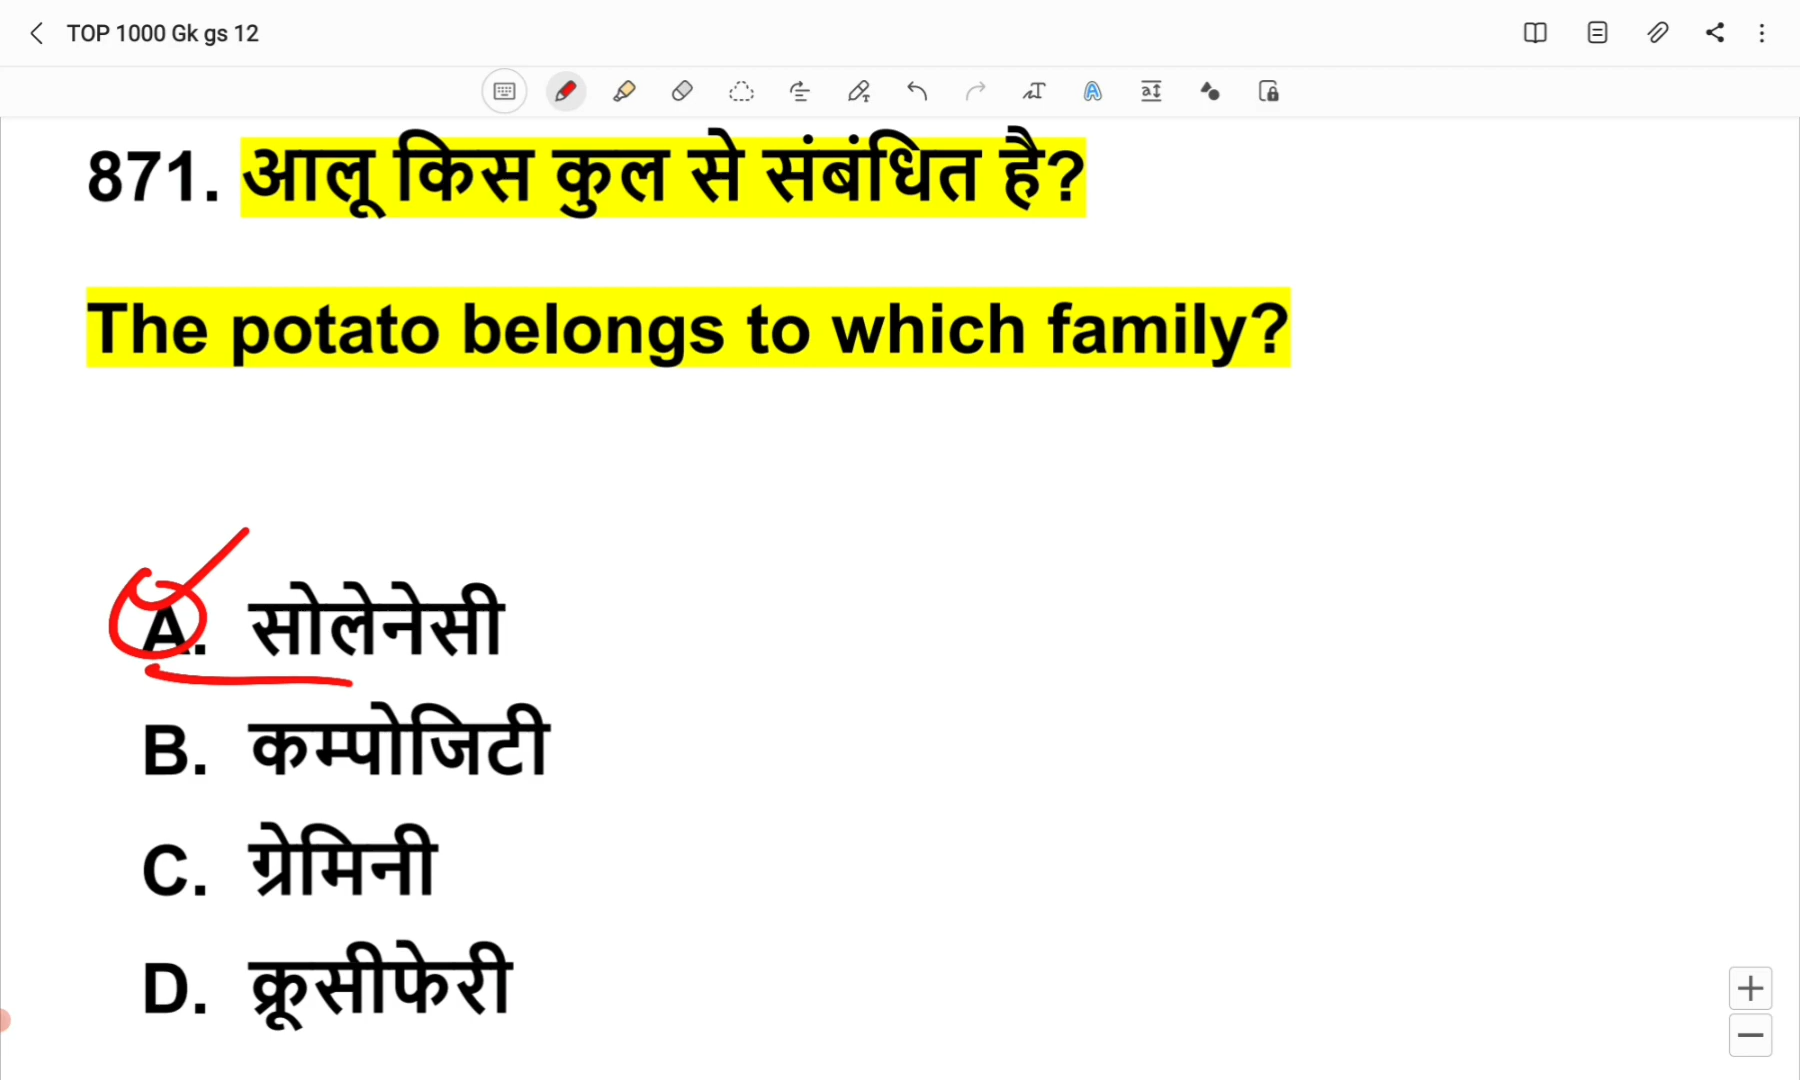 TOP 1000 Gk gs 12
871. आलू किस कुल से संबंधित है?
The potato belongs to which family?
A. सोलेनेसी
B. कम्पोजिटी
C. ग्रेमिनी
D. क्रूसीफेरी